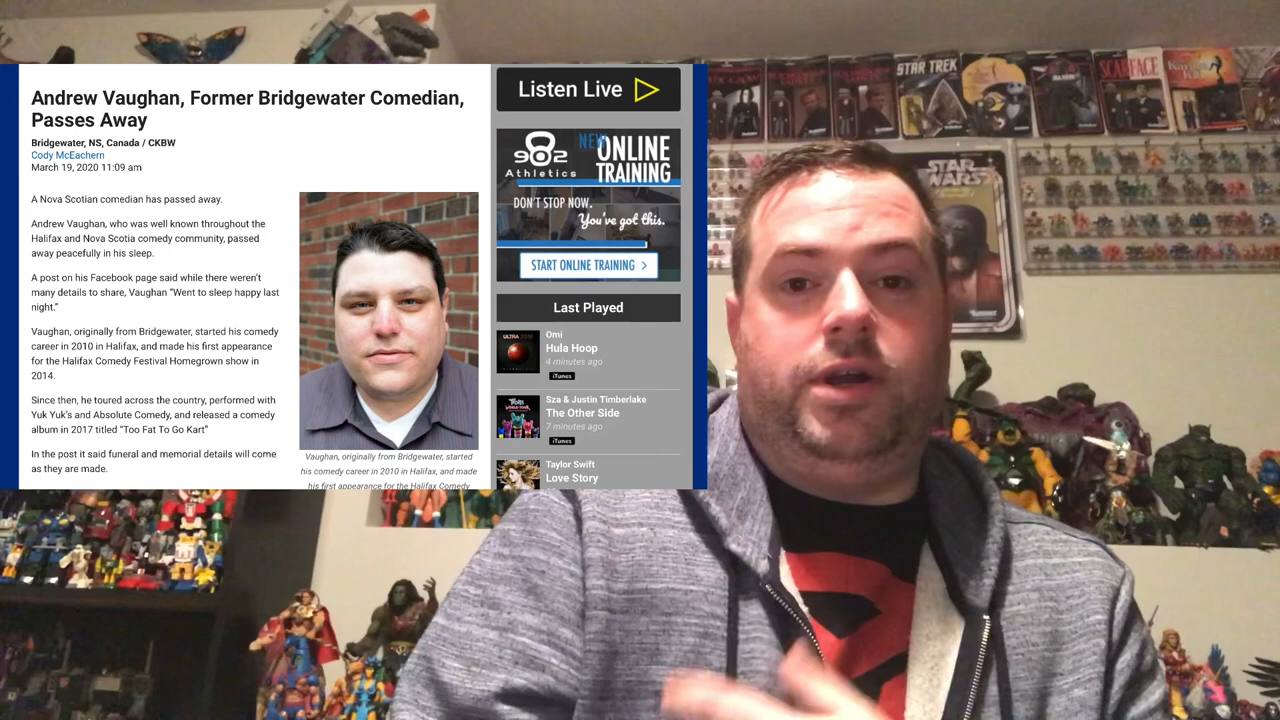 Andrew Vaughan, Former Bridgewater Comedian,
Passes Away
Bridgewater, NS, Canada / CKBW
Cody McEachern
March 19, 2020 11:09 am
A Nova Scotian comedian has passed away.
Andrew Vaughan, who was well known throughout the
Halifax and Nova Scotia comedy community, passed
away peacefully in his sleep.
A post on his Facebook page said while there weren't
many details to share, Vaughan "Went to sleep happy last
night."
Vaughan, originally from Bridgewater, started his comedy
career in 2010 in Halifax, and made his first appearance
for the Halifax Comedy Festival Homegrown show in
2014.
Since then, he toured across the country, performed with
Yuk Yuk's and Absolute Comedy, and released a comedy
album in 2017 titled "Too Fat To Go Kart"
In the post it said funeral and memorial details will come
as they are made.
Vaughan, originally from Bridgewater, started
his comedy career in 2010 in Halifax, and made
his first appearance for the Halifax Comedy
Listen Live
902
Athletics
NEW
ONLINE
TRAINING
DON'T STOP NOW.
You've got this.
START ONLINE TRAINING
Last Played
Omi
Hula Hoop
4 minutes ago
iTunes
Sza & Justin Timberlake
The Other Side
7 minutes ago
iTunes
Taylor Swift
Love Story
STAR TREK
SCARFACE
STAR
WARS
Kenner